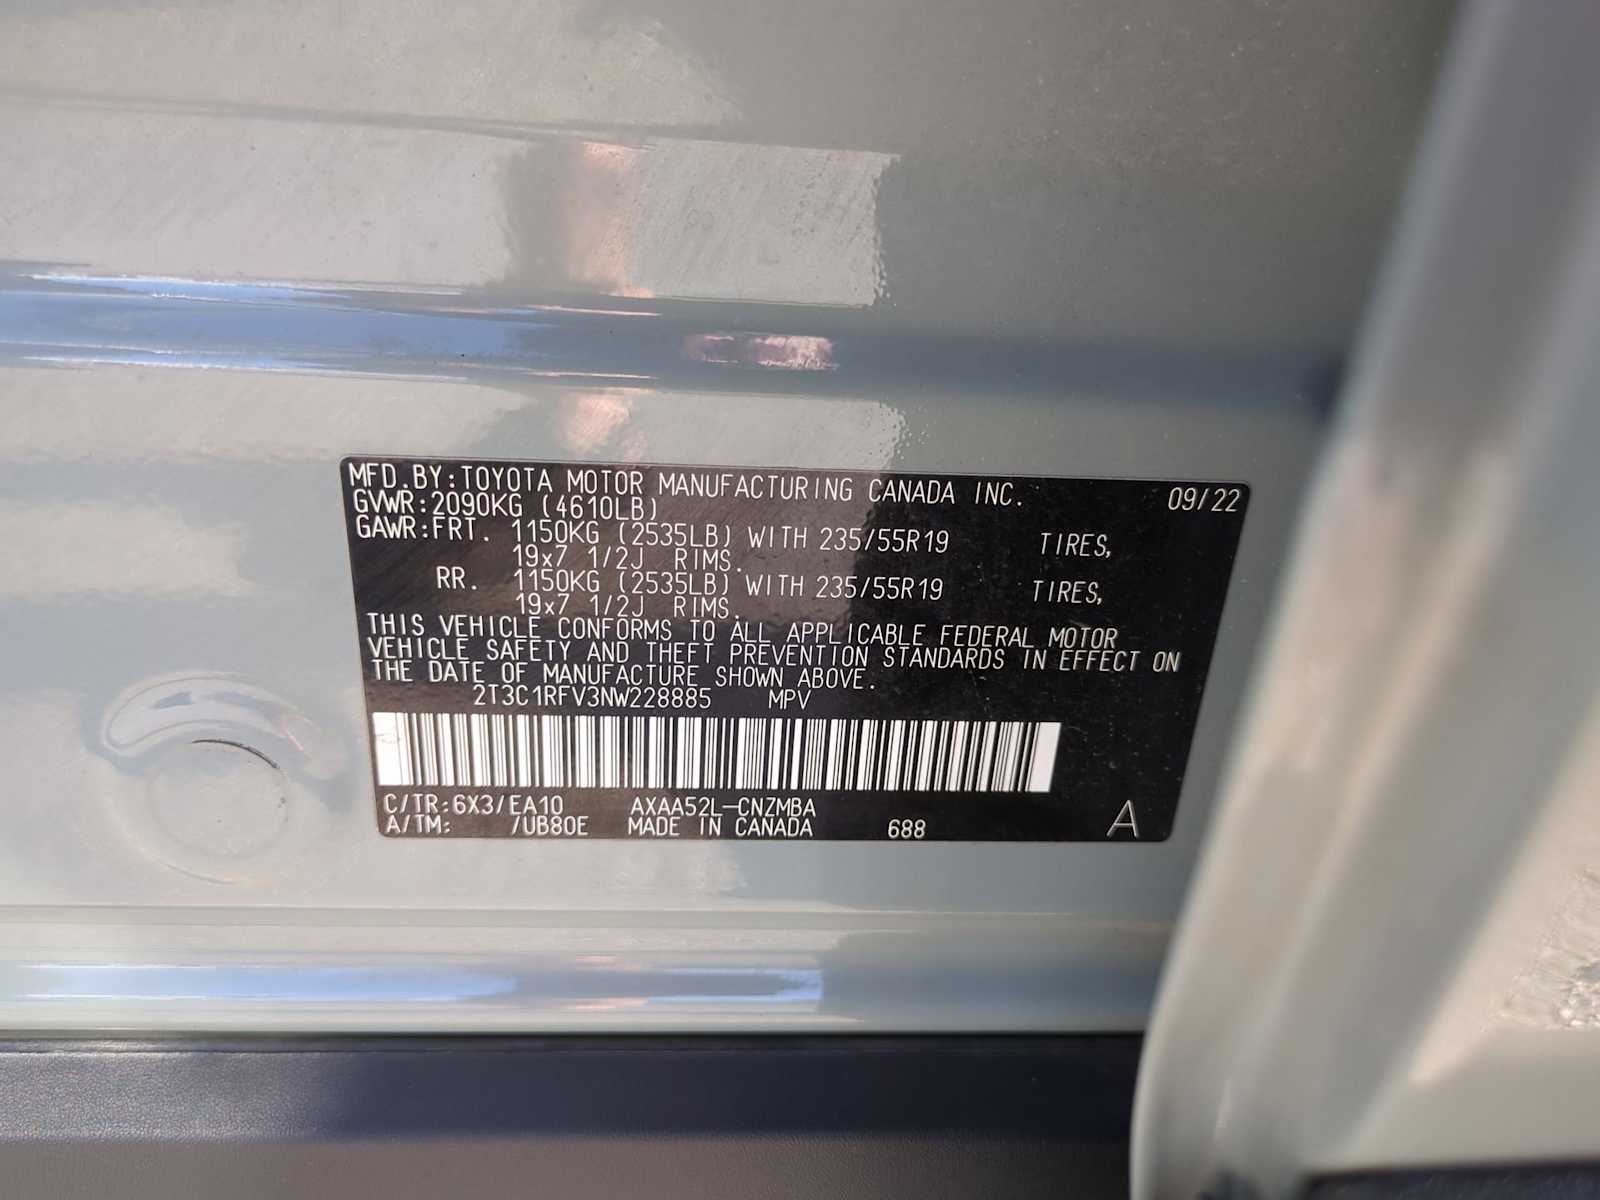 MFD.BY:TOYOTA MOTOR MANUFACTURING CANADA INC. 09/22
GVWR:2090KG (4610LB)
GAWR:FRT. 1150KG (2535LB) WITH 235/55R19 TIRES,
19x7 1/2J RIMS.
RR. 1150KG (2535LB) WITH 235/55R19 TIRES,
19x7 1/2J RIMS.
THIS VEHICLE CONFORMS TO ALL APPLICABLE FEDERAL MOTOR
VEHICLE SAFETY AND THEFT PREVENTION STANDARDS IN EFFECT ON
THE DATE OF MANUFACTURE SHOWN ABOVE.
2T3C1RFV3NW228885 MPV
C/TR:6X3/EA10 AXAA52L-CNZMBA
A/TM: /UB80E MADE IN CANADA 688 A